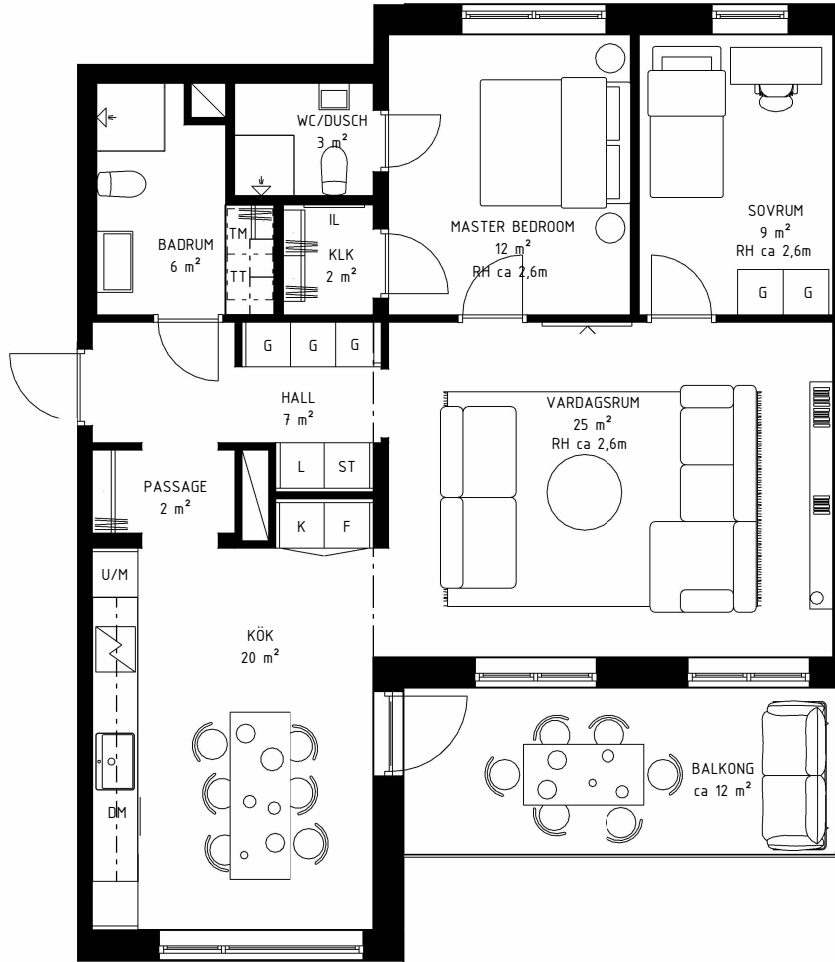 WC/DUSCH
3 m²
SOVRUM
9 m²
RH ca 2,6m
MASTER BEDROOM
12 m²
RH ca 2,6m
IL
KLK
2 m²
TM
TT
BADRUM
6 m²
G G
G G G
HALL
7 m²
VARDAGSRUM
25 m²
RH ca 2,6m
L ST
PASSAGE
2 m²
K F
U/M
KÖK
20 m²
DM
BALKONG
ca 12 m²